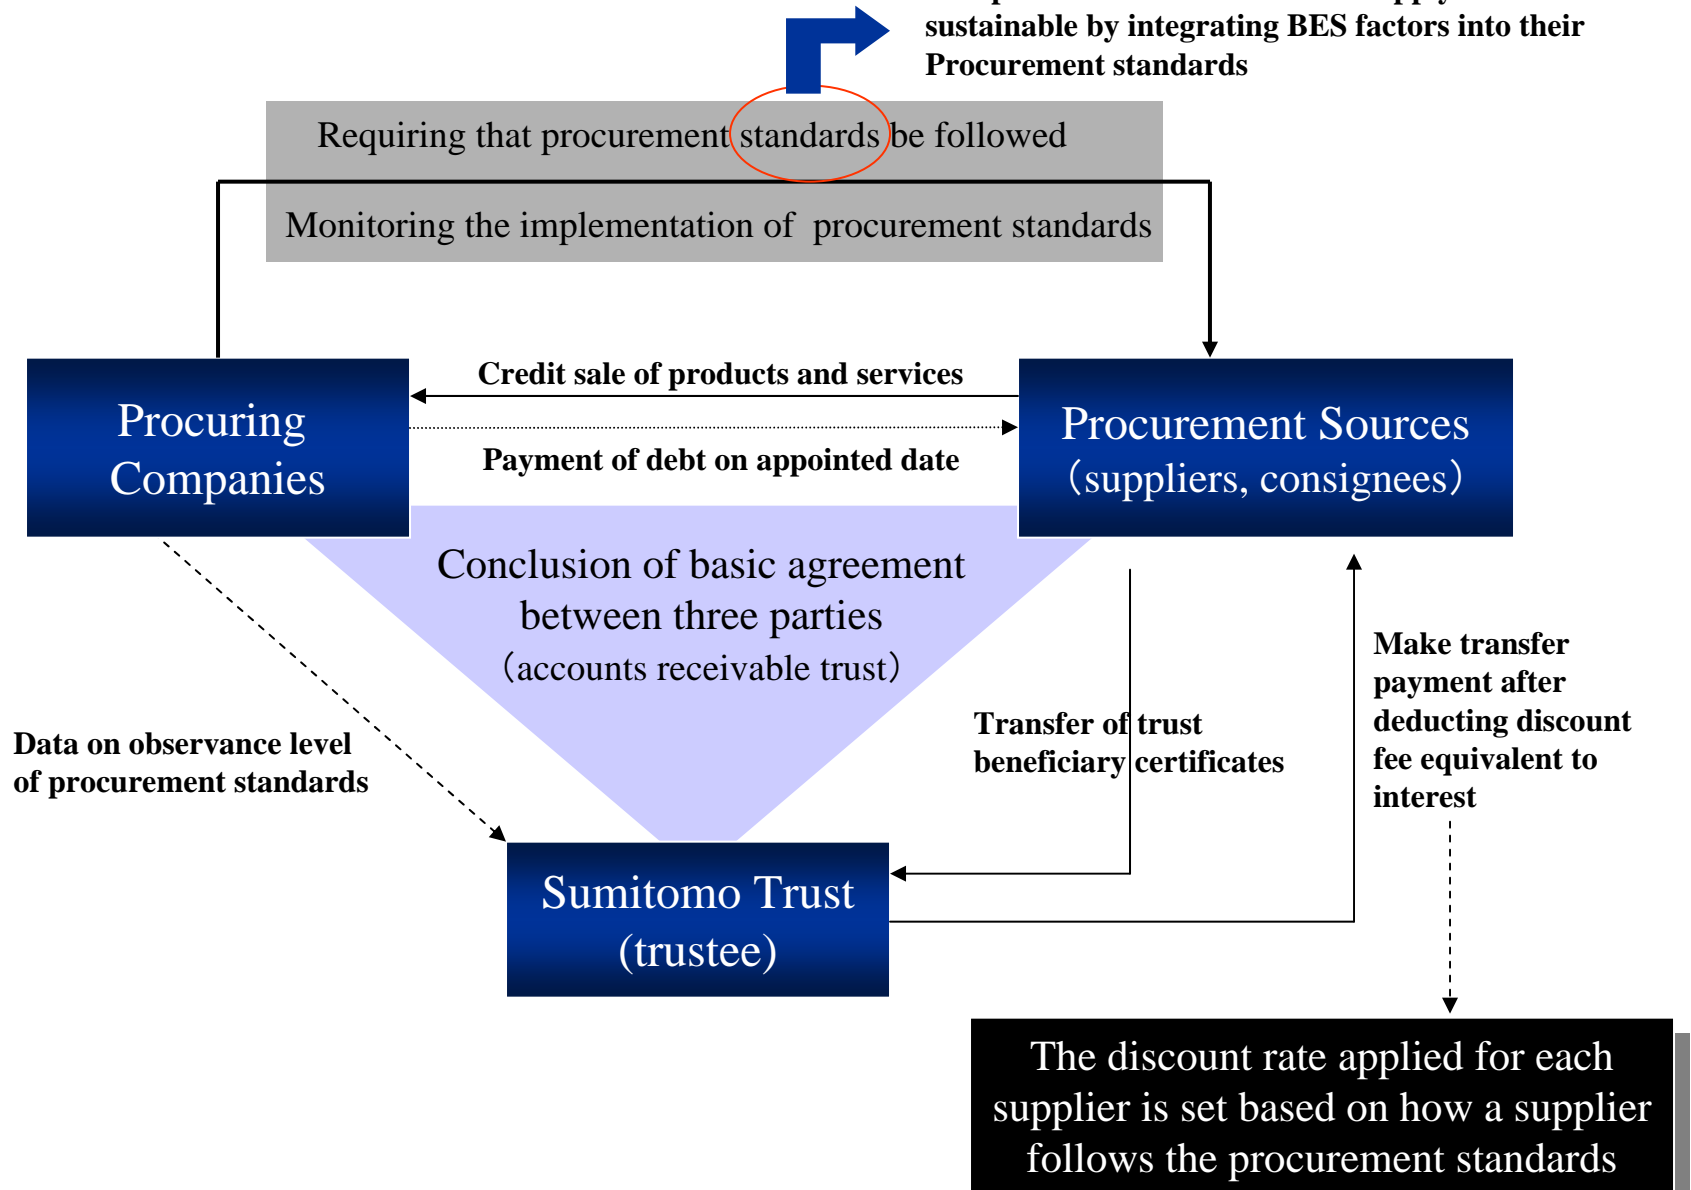 sustainable by integrating BES factors into their
Procurement standards
Requiring that procurement standards be followed
Monitoring the implementation of procurement standards
Credit sale of products and services
Payment of debt on appointed date
Procuring
Companies
Procurement Sources
（suppliers, consignees）
Conclusion of basic agreement
between three parties
（accounts receivable trust）
Data on observance level
of procurement standards
Transfer of trust
beneficiary certificates
Make transfer
payment after
deducting discount
fee equivalent to
interest
Sumitomo Trust
(trustee)
The discount rate applied for each
supplier is set based on how a supplier
follows the procurement standards